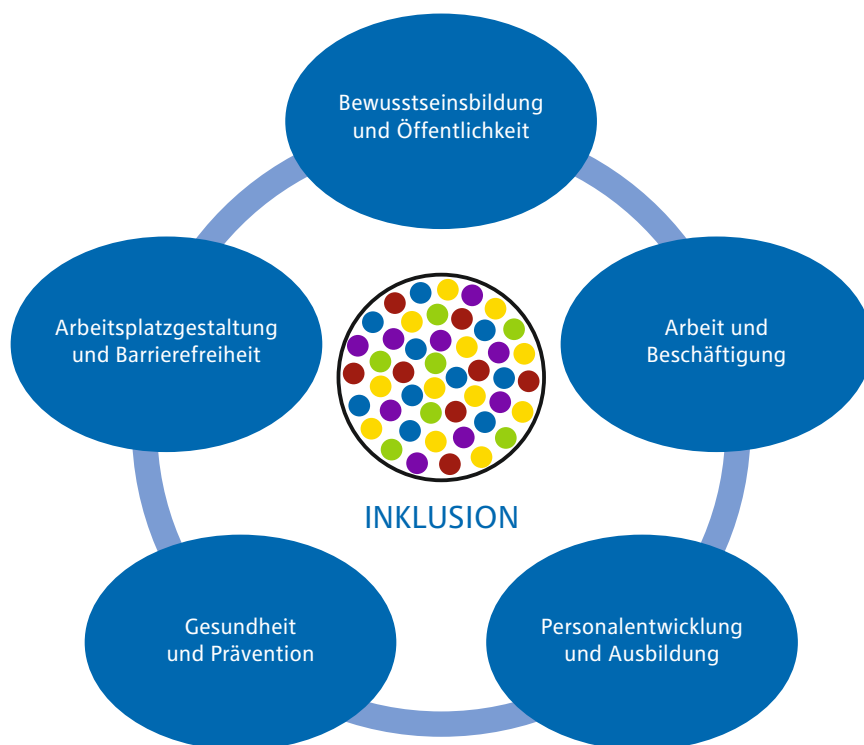 Bewusstseinsbildung
und Öffentlichkeit
Arbeitsplatzgestaltung
und Barrierefreiheit
Arbeit und
Beschäftigung
INKLUSION
Gesundheit
und Prävention
Personalentwicklung
und Ausbildung